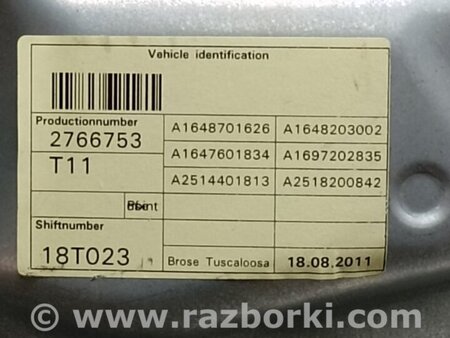 Vehicle identification
Productionnumber
2766753
T11
A1648701626 A1648203002
A1647601834 A1697202835
A2514401813 A2518200842
Shiftnumber
18T023
Brose Tuscaloosa 18.08.2011
www.razborki.com